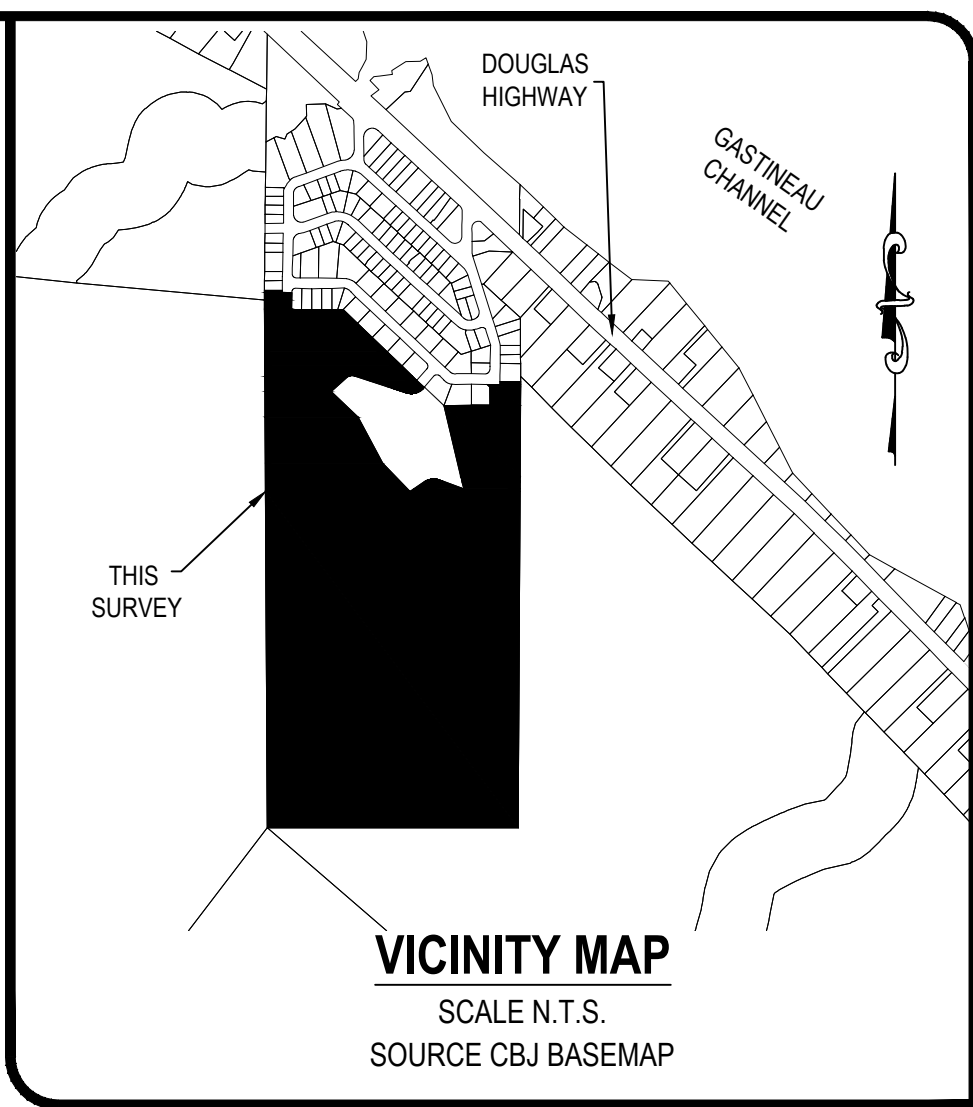 DOUGLAS
HIGHWAY
GASTINEAU
CHANNEL
THIS
SURVEY
VICINITY MAP
SCALE N.T.S.
SOURCE CBJ BASEMAP